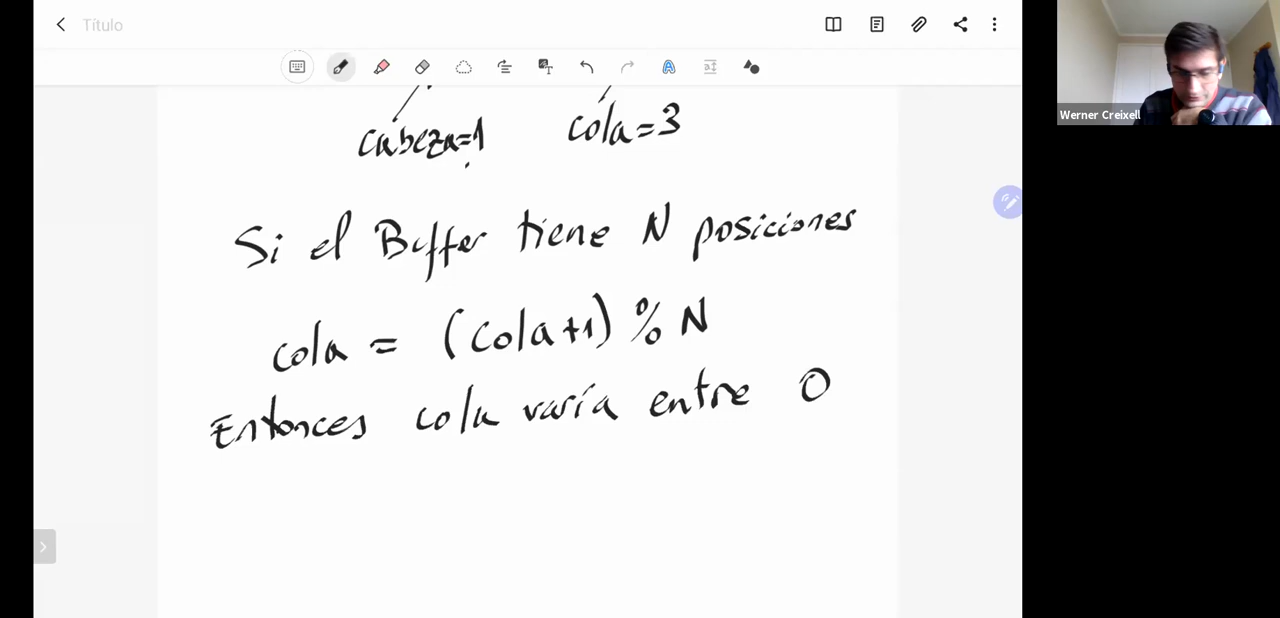 Título
cabeza=1 cola=3
Si el Buffer tiene N posiciones
cola = (cola+1) % N
Entonces cola varía entre 0
Werner Creixell